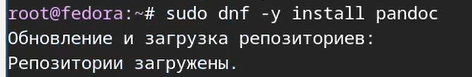 root@fedora:~# sudo dnf -y install pandoc
Обновление и загрузка репозиториев:
Репозитории загружены.